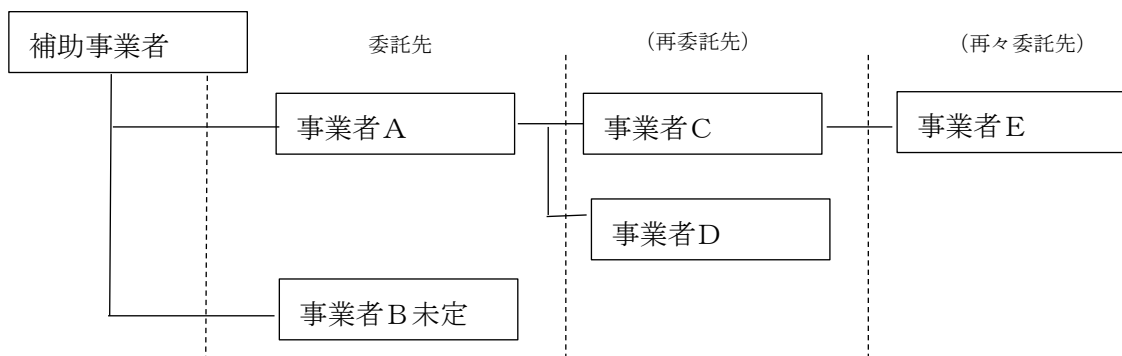 補助事業者
委託先
（再委託先）
（再々委託先）
事業者Ａ
事業者Ｃ
事業者Ｅ
事業者Ｄ
事業者Ｂ未定